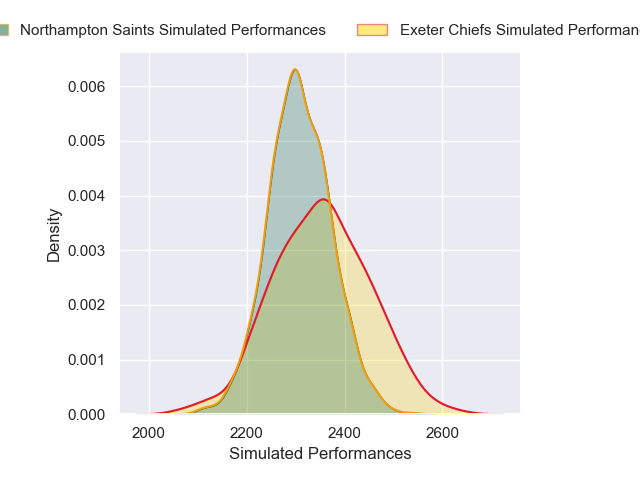 Northampton Saints Simulated Performances Exeter Chiefs Simulated
0.006
0.005
0.004
0.003
0.002
0.001
0.000
Density
2000 2200 2400 2600
Simulated Performances